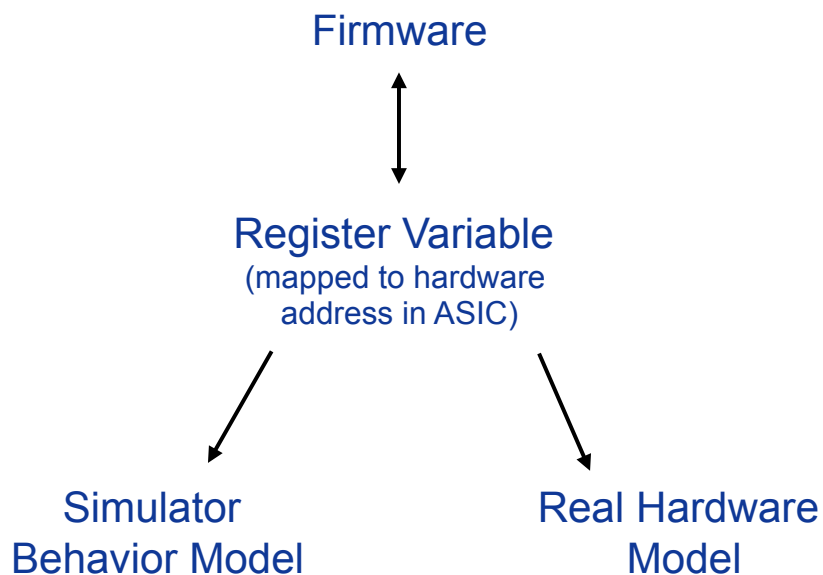 Firmware
Register Variable
(mapped to hardware
address in ASIC)
Simulator
Behavior Model
Real Hardware
Model